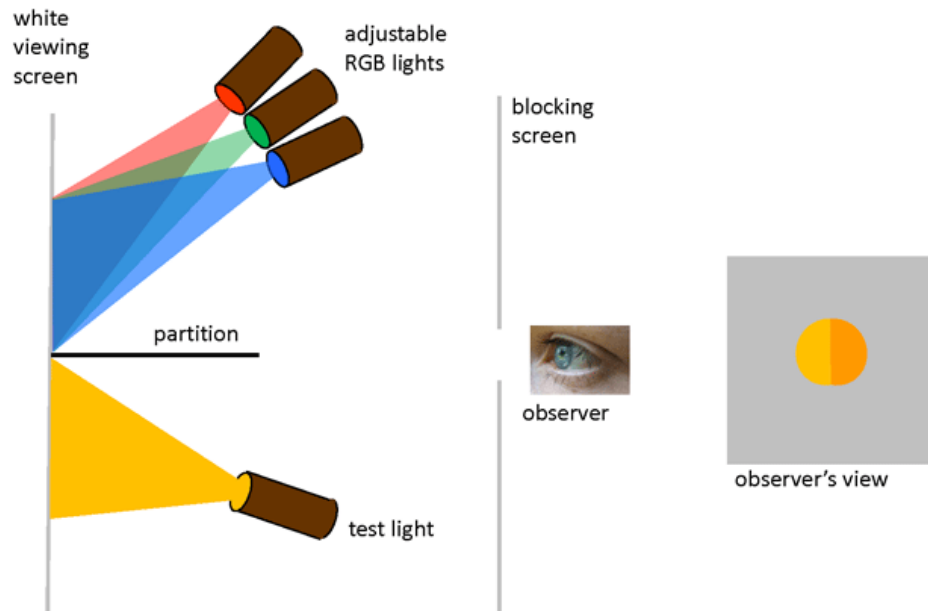 white
viewing
screen
adjustable
RGB lights
blocking
screen
partition
observer
observer's view
test light